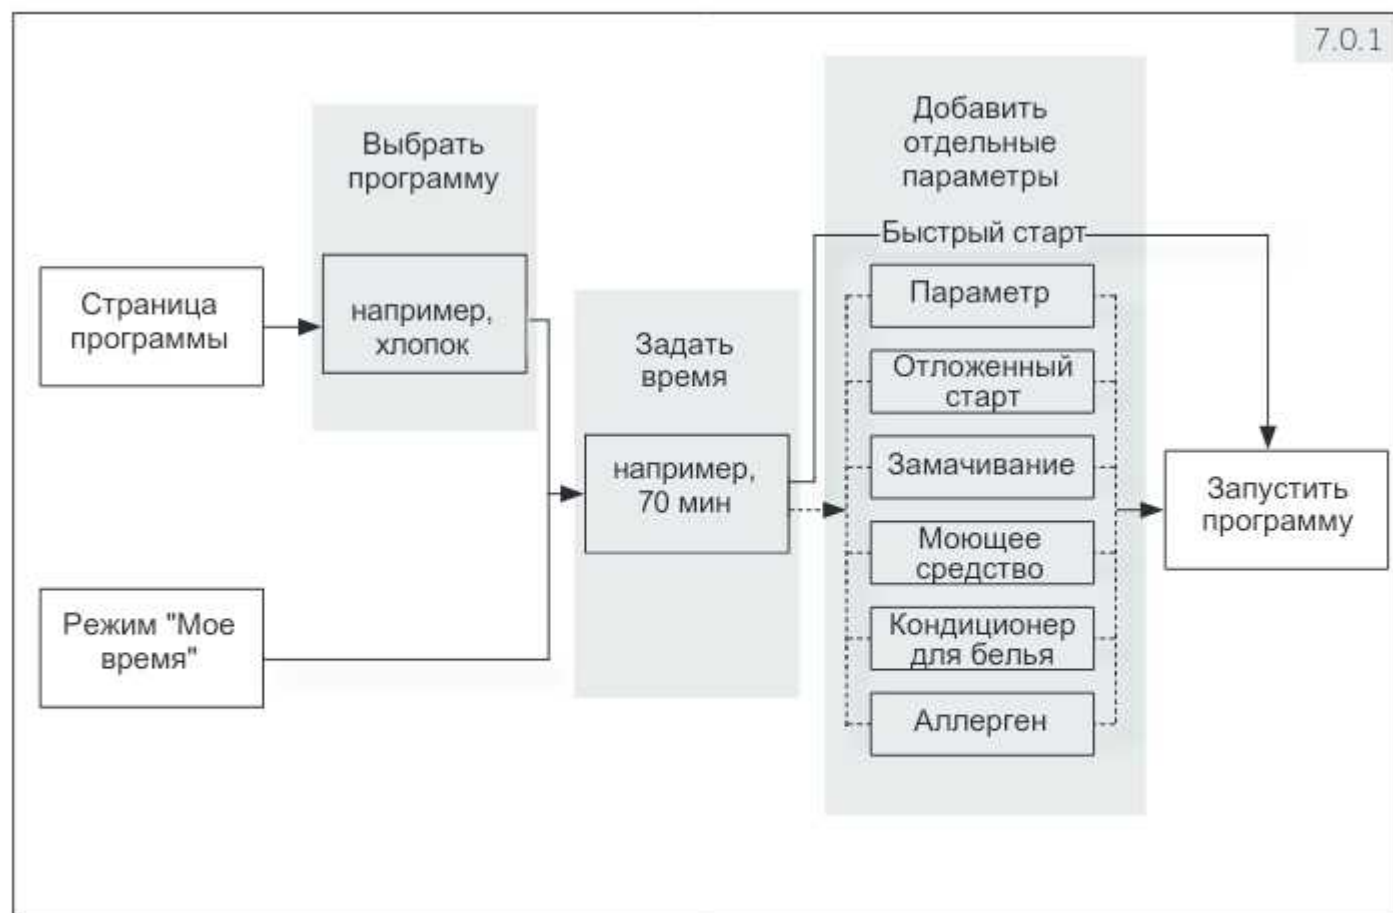 7.0.1
Выбрать
программу
Добавить
отдельные
параметры
Быстрый старт
Страница
программы
например,
хлопок
Задать
время
например,
70 мин
Параметр
Отложенный
старт
Замачивание
Моющее
средство
Кондиционер
для белья
Аллерген
Запустить
программу
Режим "Мое
время"